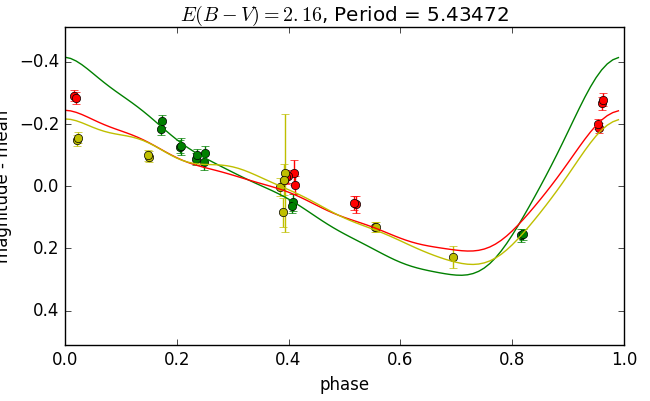 E(B − V) = 2.16, Period = 5.43472
magnitude - mean
−0.4
−0.2
0.0
0.2
0.4
0.0 0.2 0.4 0.6 0.8 1.0
phase